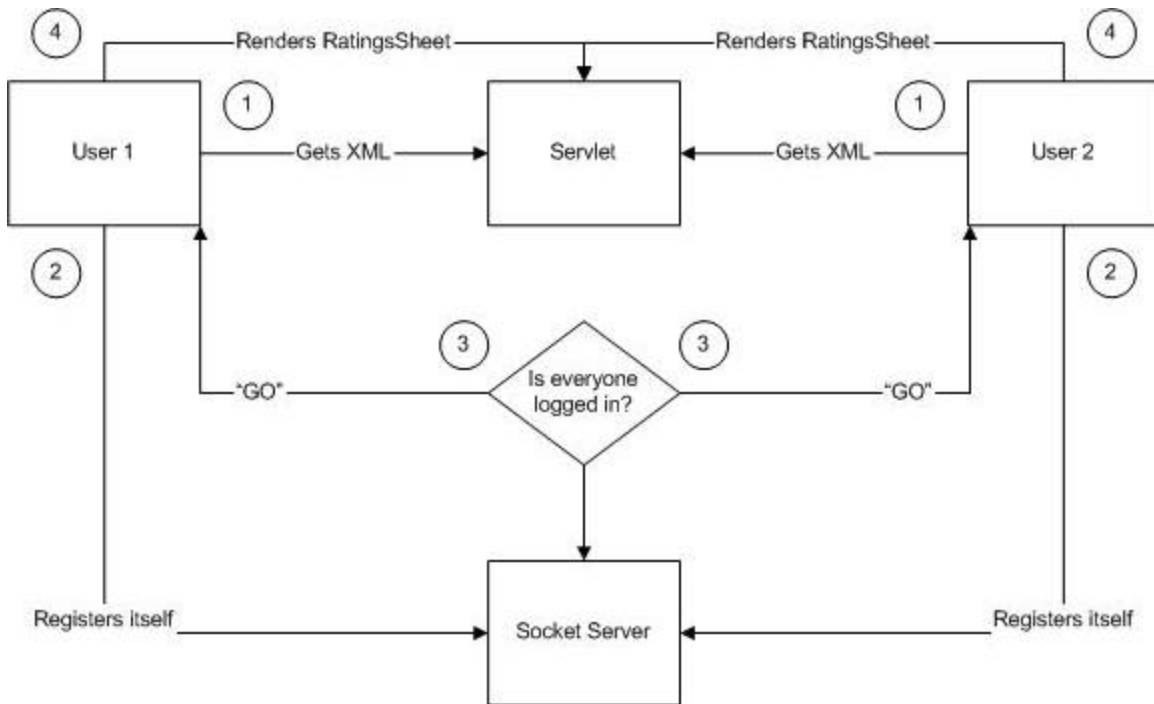 4
Renders RatingsSheet
Renders RatingsSheet
4
1
1
User 1
Gets XML
Servlet
Gets XML
User 2
2
2
3
3
Is everyone
logged in?
“GO”
“GO”
Registers itself
Registers itself
Socket Server